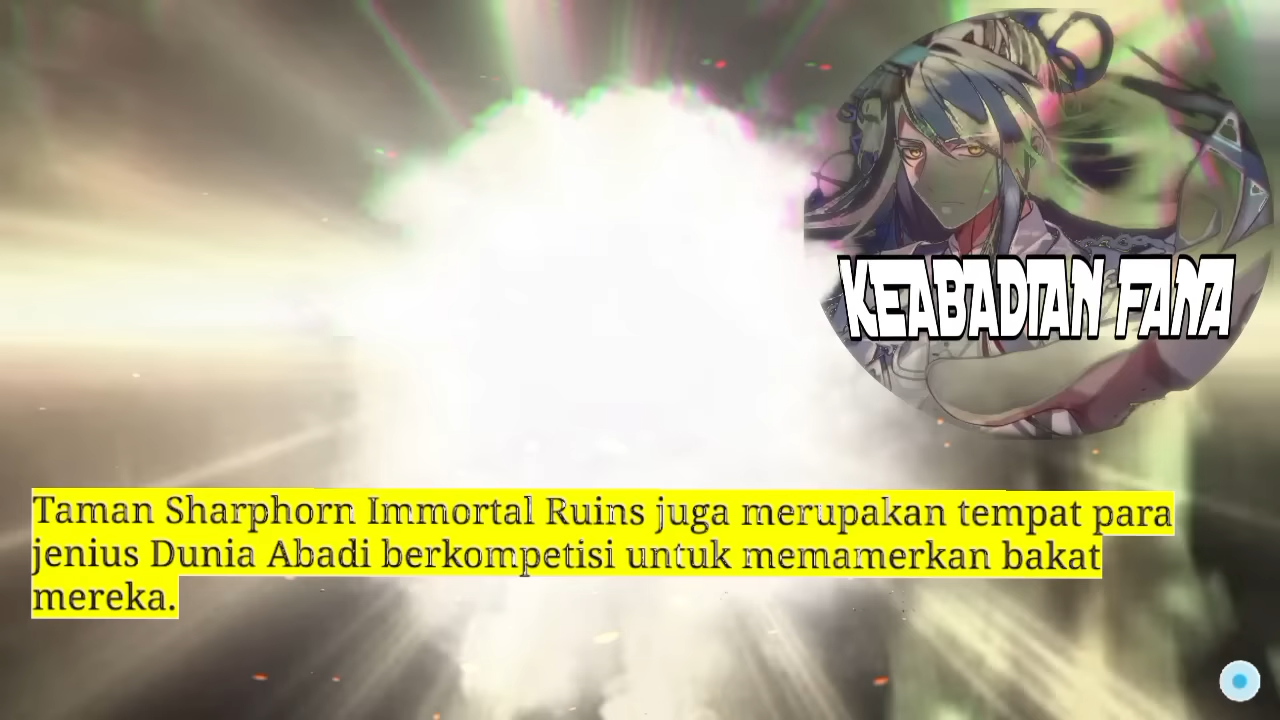 KEABADIAN FANA
Taman Sharphorn Immortal Ruins juga merupakan tempat para
jenius Dunia Abadi berkompetisi untuk memamerkan bakat
mereka.